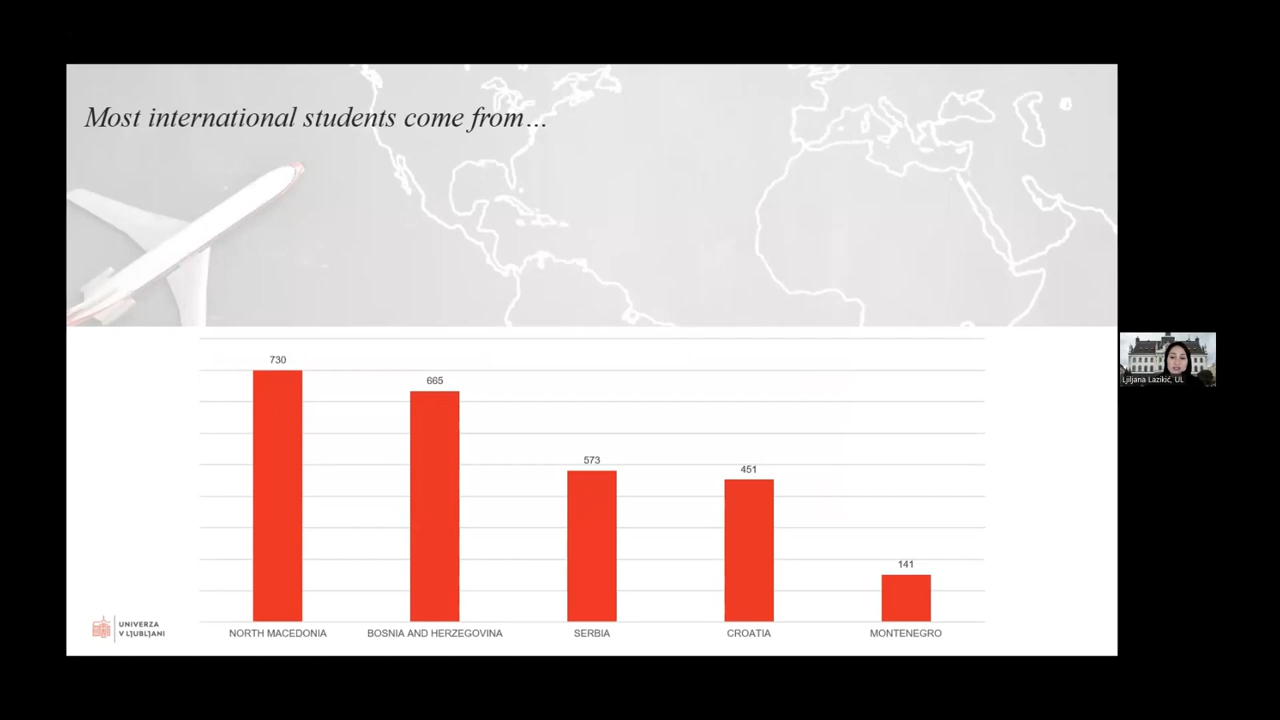 Most international students come from...
730
665
573
451
141
NORTH MACEDONIA
BOSNIA AND HERZEGOVINA
SERBIA
CROATIA
MONTENEGRO
UNIVERZA
V LJUBLJANI
Ljiljana Lazikić, UL